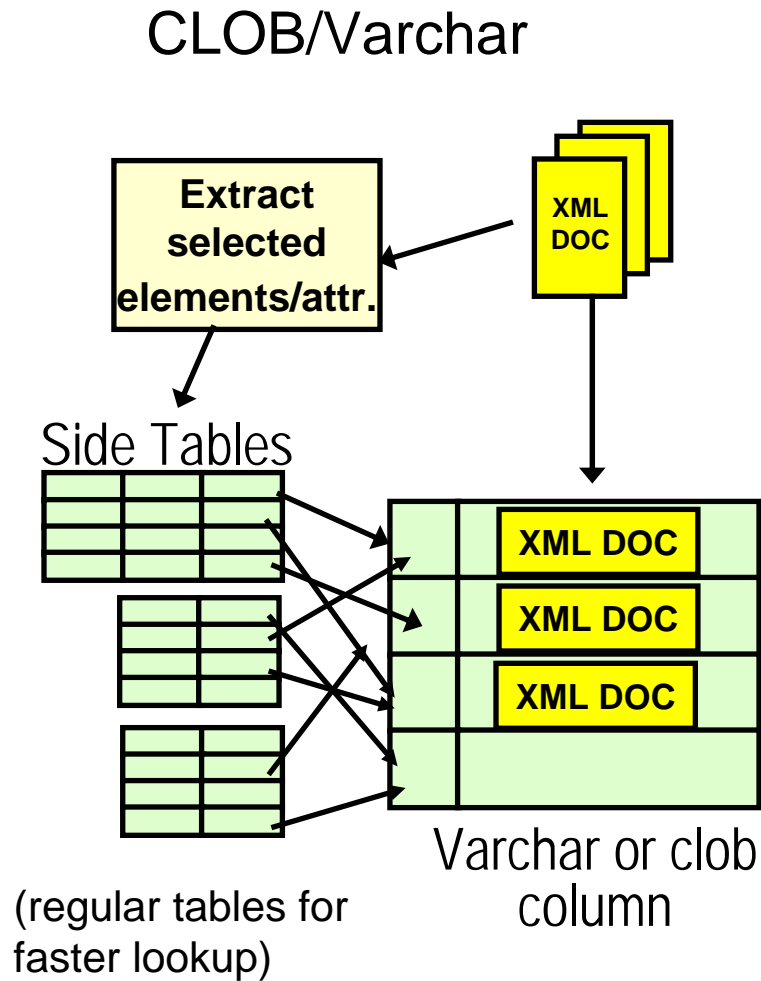 CLOB/Varchar
Extract
selected
elements/attr.
XML
DOC
Side Tables
XML DOC
XML DOC
XML DOC
Varchar or clob
column
(regular tables for
faster lookup)